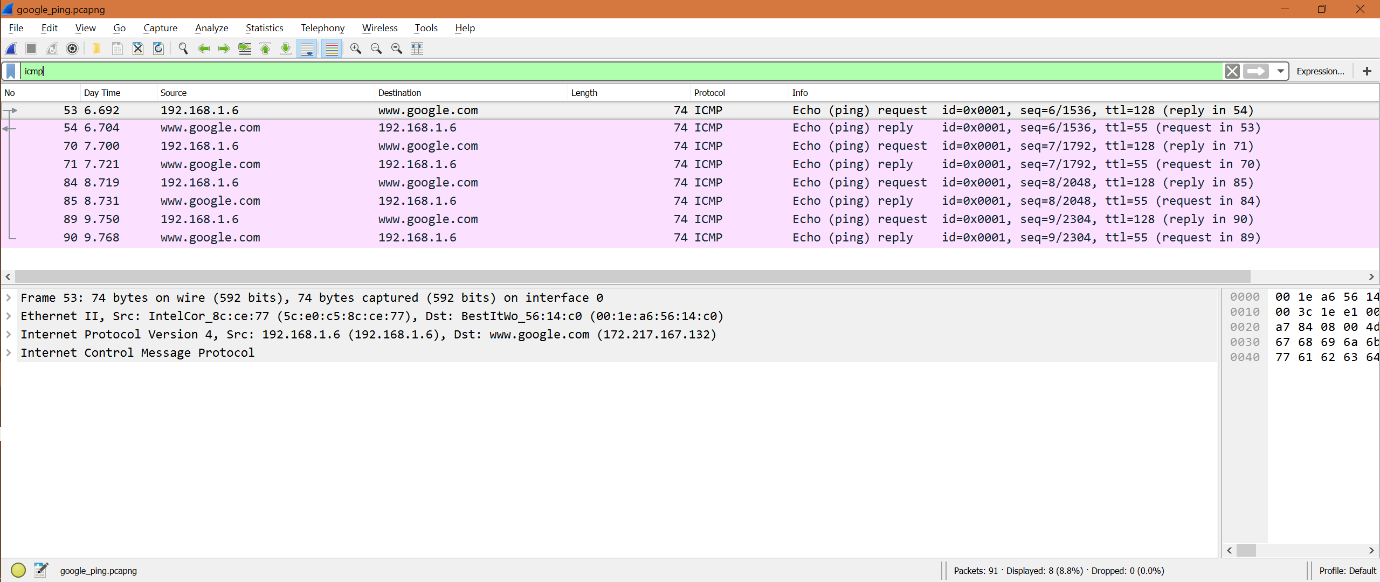 google_ping.pcapng
File Edit View Go Capture Analyze Statistics Telephony Wireless Tools Help
icmp Expression... +
No Day Time Source Destination Length Protocol Info
53 6.692 192.168.1.6 www.google.com 74 ICMP Echo (ping) request id=0x0001, seq=6/1536, ttl=128 (reply in 54)
54 6.704 www.google.com 192.168.1.6 74 ICMP Echo (ping) reply id=0x0001, seq=6/1536, ttl=55 (request in 53)
70 7.700 192.168.1.6 www.google.com 74 ICMP Echo (ping) request id=0x0001, seq=7/1792, ttl=128 (reply in 71)
71 7.721 www.google.com 192.168.1.6 74 ICMP Echo (ping) reply id=0x0001, seq=7/1792, ttl=55 (request in 70)
84 8.719 192.168.1.6 www.google.com 74 ICMP Echo (ping) request id=0x0001, seq=8/2048, ttl=128 (reply in 85)
85 8.731 www.google.com 192.168.1.6 74 ICMP Echo (ping) reply id=0x0001, seq=8/2048, ttl=55 (request in 84)
89 9.750 192.168.1.6 www.google.com 74 ICMP Echo (ping) request id=0x0001, seq=9/2304, ttl=128 (reply in 90)
90 9.768 www.google.com 192.168.1.6 74 ICMP Echo (ping) reply id=0x0001, seq=9/2304, ttl=55 (request in 89)
Frame 53: 74 bytes on wire (592 bits), 74 bytes captured (592 bits) on interface 0
Ethernet II, Src: IntelCor_8c:ce:77 (5c:e0:c5:8c:ce:77), Dst: BestItWo_56:14:c0 (00:1e:a6:56:14:c0)
Internet Protocol Version 4, Src: 192.168.1.6 (192.168.1.6), Dst: www.google.com (172.217.167.132)
Internet Control Message Protocol
0000 00 1e a6 56 14
0010 00 3c 1e e1 00
0020 a7 84 08 00 4d
0030 67 68 69 6a 6b
0040 77 61 62 63 64
google_ping.pcapng Packets: 91 · Displayed: 8 (8.8%) · Dropped: 0 (0.0%) Profile: Default